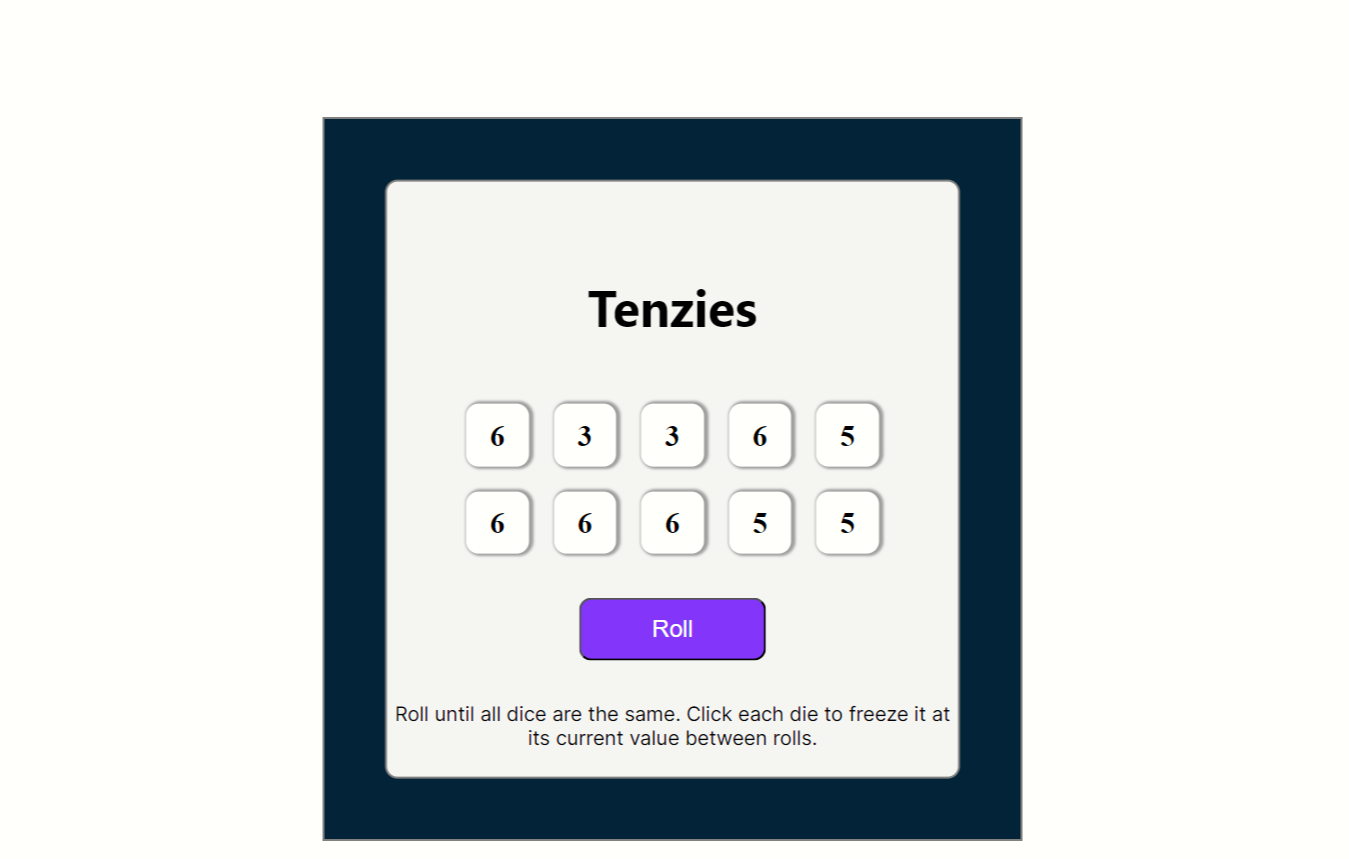 Tenzies
6 3 3 6 5
6 6 6 5 5
Roll
Roll until all dice are the same. Click each die to freeze it at
its current value between rolls.